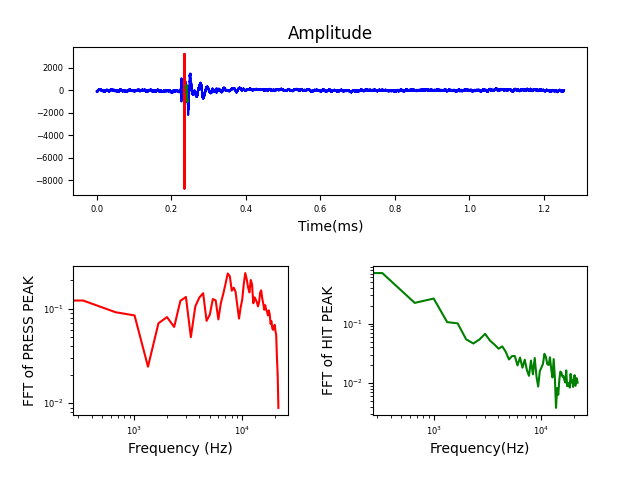 Amplitude
2000
0
−2000
−4000
−6000
−8000
0.0 0.2 0.4 0.6 0.8 1.0 1.2
Time(ms)
FFT of PRESS PEAK
10⁻¹
10⁻²
10³ 10⁴
Frequency (Hz)
FFT of HIT PEAK
10⁻¹
10⁻²
10³ 10⁴
Frequency(Hz)